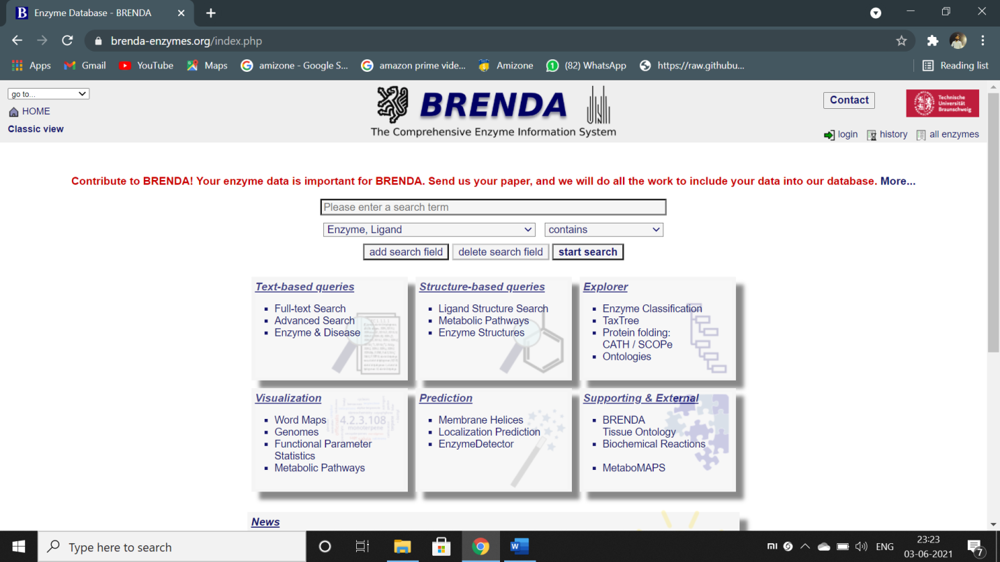 Enzyme Database - BRENDA
brenda-enzymes.org/index.php
Apps Gmail YouTube Maps amizone - Google S... amazon prime vide... Amizone (82) WhatsApp https://raw.githubu... Reading list
go to...
HOME
Classic view
BRENDA
The Comprehensive Enzyme Information System
Contact
Technische
Universität
Braunschweig
login history all enzymes
Contribute to BRENDA! Your enzyme data is important for BRENDA. Send us your paper, and we will do all the work to include your data into our database. More...
Please enter a search term
Enzyme, Ligand contains
add search field delete search field start search
Text-based queries
Full-text Search
Advanced Search
Enzyme & Disease
Structure-based queries
Ligand Structure Search
Metabolic Pathways
Enzyme Structures
Explorer
Enzyme Classification
TaxTree
Protein folding:
CATH / SCOPe
Ontologies
Visualization
Word Maps
Genomes
Functional Parameter
Statistics
Metabolic Pathways
4.2.3.108
monoterpene
Prediction
Membrane Helices
Localization Prediction
EnzymeDetector
Supporting & External
BRENDA
Tissue Ontology
Biochemical Reactions
MetaboMAPS
News
Type here to search
ENG
23:23
03-06-2021
7